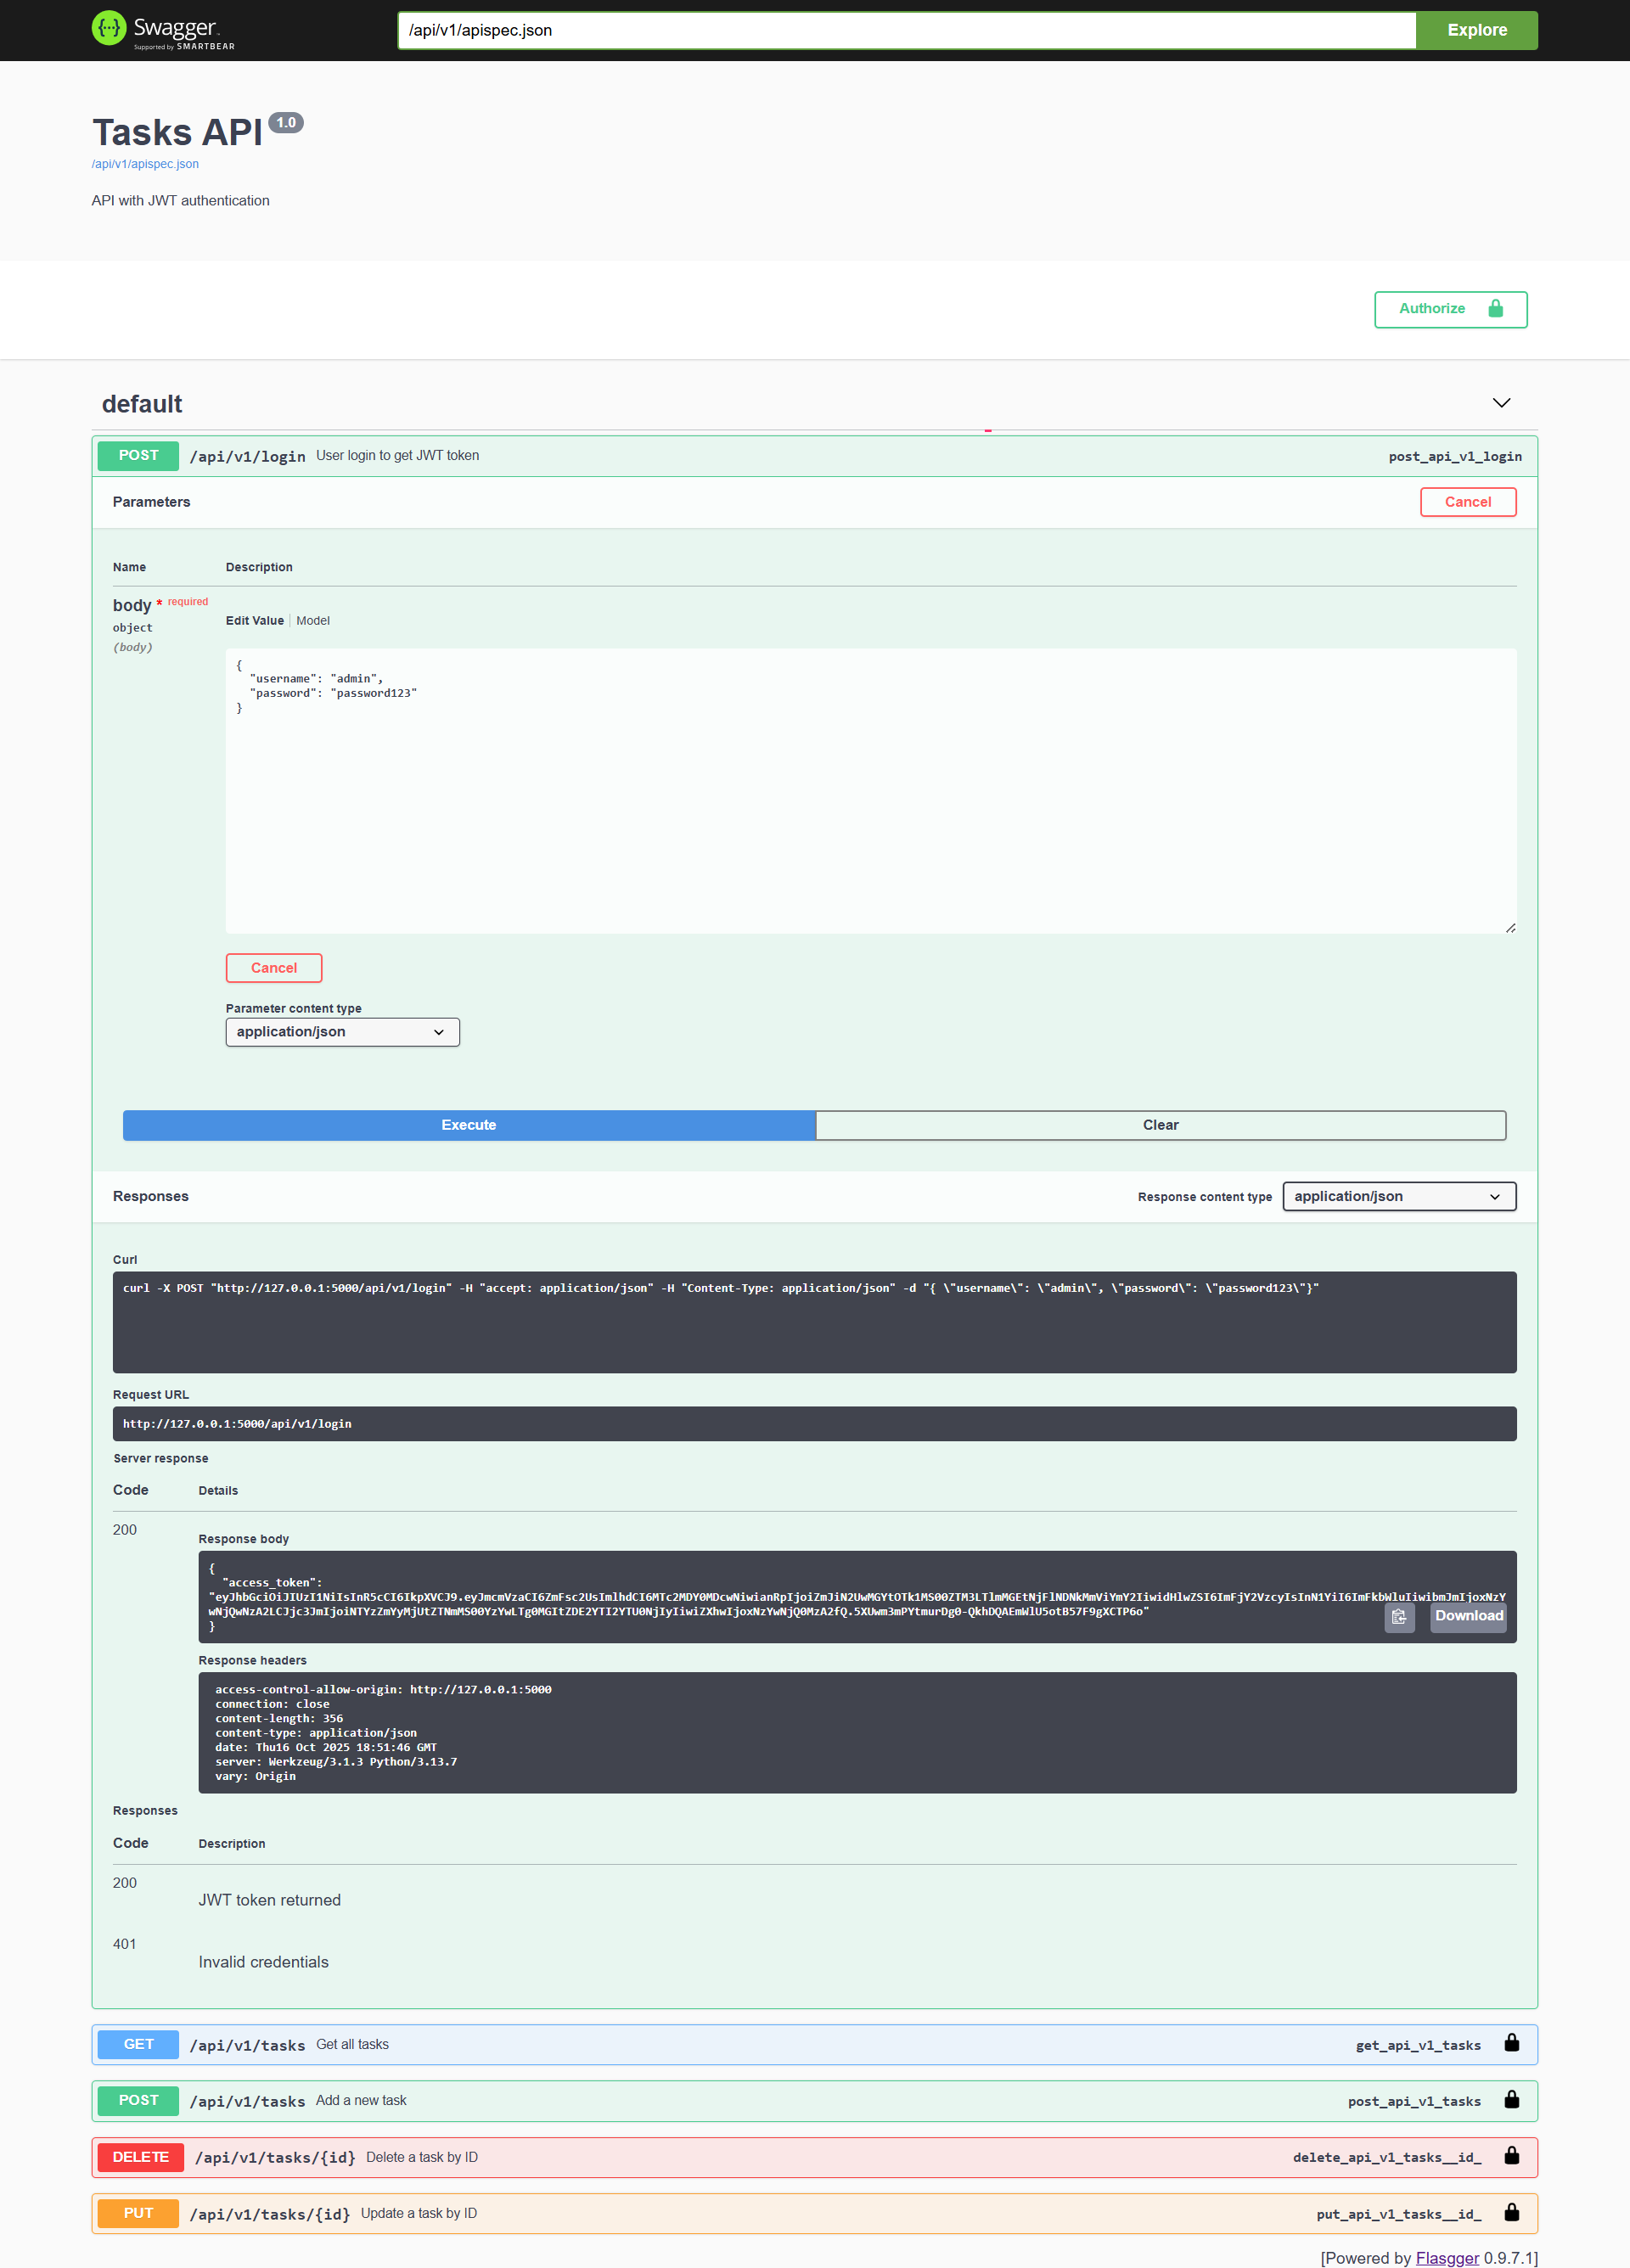 Swagger
Supported by SMARTBEAR
/api/v1/apispec.json
Explore
Tasks API 1.0
/api/v1/apispec.json
API with JWT authentication
Authorize
default
POST /api/v1/login User login to get JWT token post_api_v1_login
Parameters Cancel
Name Description
body * required
object
(body)
Edit Value Model
{
"username": "admin",
"password": "password123"
}
Cancel
Parameter content type
application/json
Execute Clear
Responses Response content type application/json
Curl
curl -X POST "http://127.0.0.1:5000/api/v1/login" -H "accept: application/json" -H "Content-Type: application/json" -d "{ \"username\": \"admin\", \"password\": \"password123\"}"
Request URL
http://127.0.0.1:5000/api/v1/login
Server response
Code Details
200
Response body
{
"access_token":
}
Download
Response headers
access-control-allow-origin: http://127.0.0.1:5000
connection: close
content-length: 356
content-type: application/json
date: Thu16 Oct 2025 18:51:46 GMT
server: Werkzeug/3.1.3 Python/3.13.7
vary: Origin
Responses
Code Description
200
JWT token returned
401
Invalid credentials
GET /api/v1/tasks Get all tasks get_api_v1_tasks
POST /api/v1/tasks Add a new task post_api_v1_tasks
DELETE /api/v1/tasks/{id} Delete a task by ID delete_api_v1_tasks__id_
PUT /api/v1/tasks/{id} Update a task by ID put_api_v1_tasks__id_
[Powered by Flasgger 0.9.7.1]